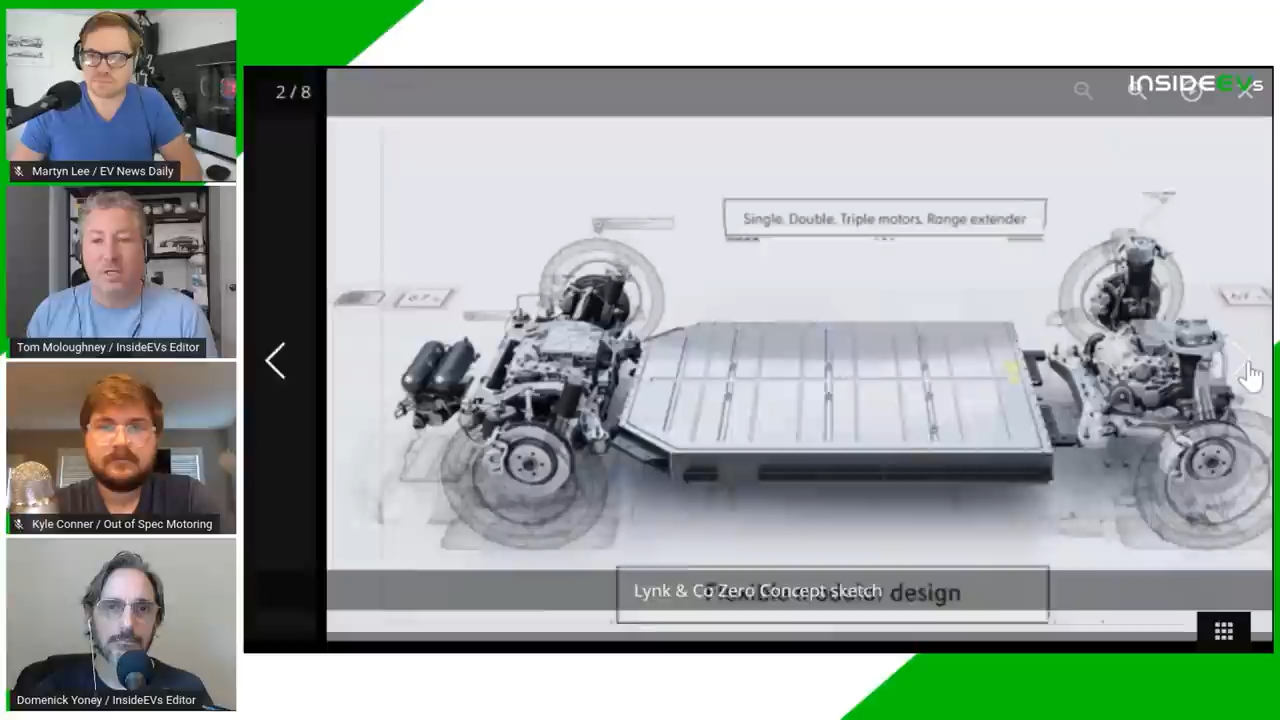 Martyn Lee / EV News Daily
Tom Moloughney / InsideEVs Editor
Kyle Conner / Out of Spec Motoring
Domenick Yoney / InsideEVs Editor
2 / 8
INSIDEEVs
Single. Double. Triple motors. Range extender
Lynk & Co Zero Concept sketch
design